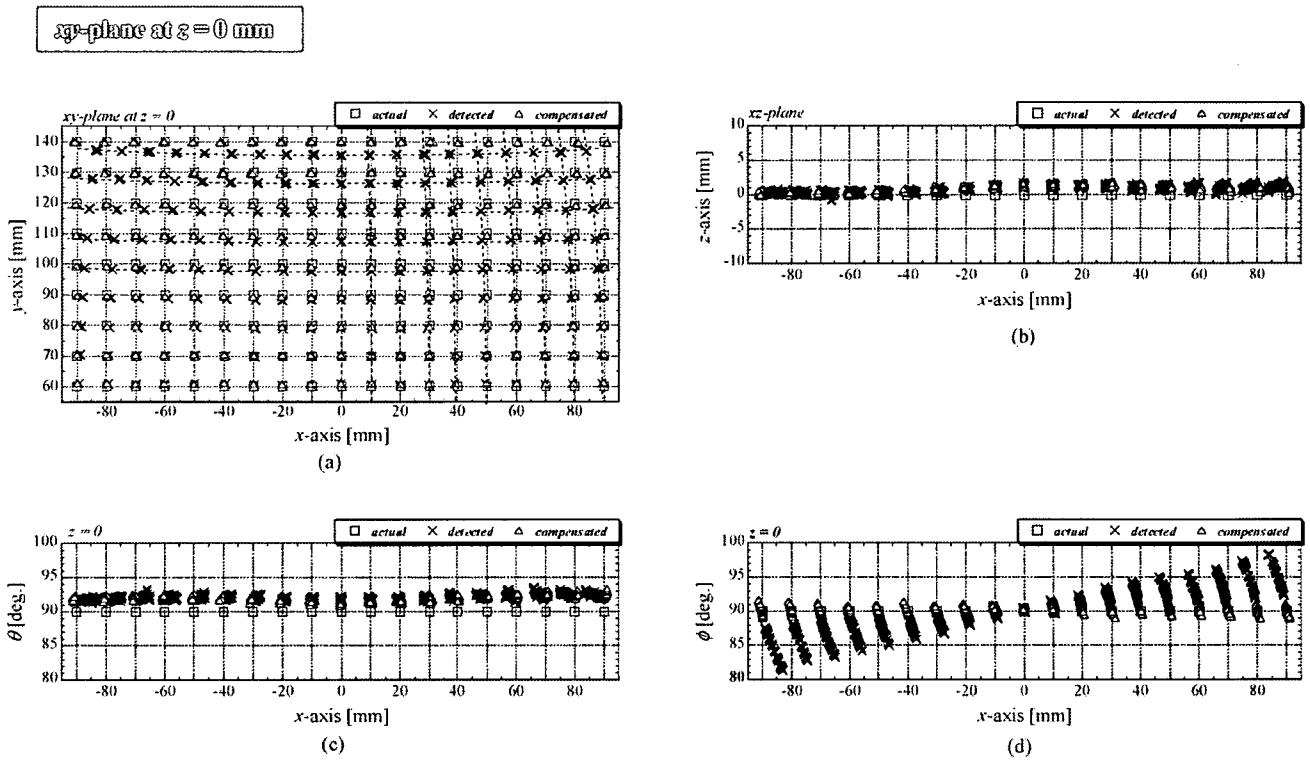 xy-plane at z = 0 mm
xy-plane at z = 0
actual detected compensated
140
130
120
110
100
90
80
70
60
y-axis [mm]
-80 -60 -40 -20 0 20 40 60 80
x-axis [mm]
(a)
xz-plane
actual detected compensated
10
5
0
-5
-10
z-axis [mm]
-80 -60 -40 -20 0 20 40 60 80
x-axis [mm]
(b)
z = 0
actual detected compensated
100
95
90
85
80
θ [deg.]
-80 -60 -40 -20 0 20 40 60 80
x-axis [mm]
(c)
z = 0
actual detected compensated
100
95
90
85
80
ϕ [deg.]
-80 -60 -40 -20 0 20 40 60 80
x-axis [mm]
(d)